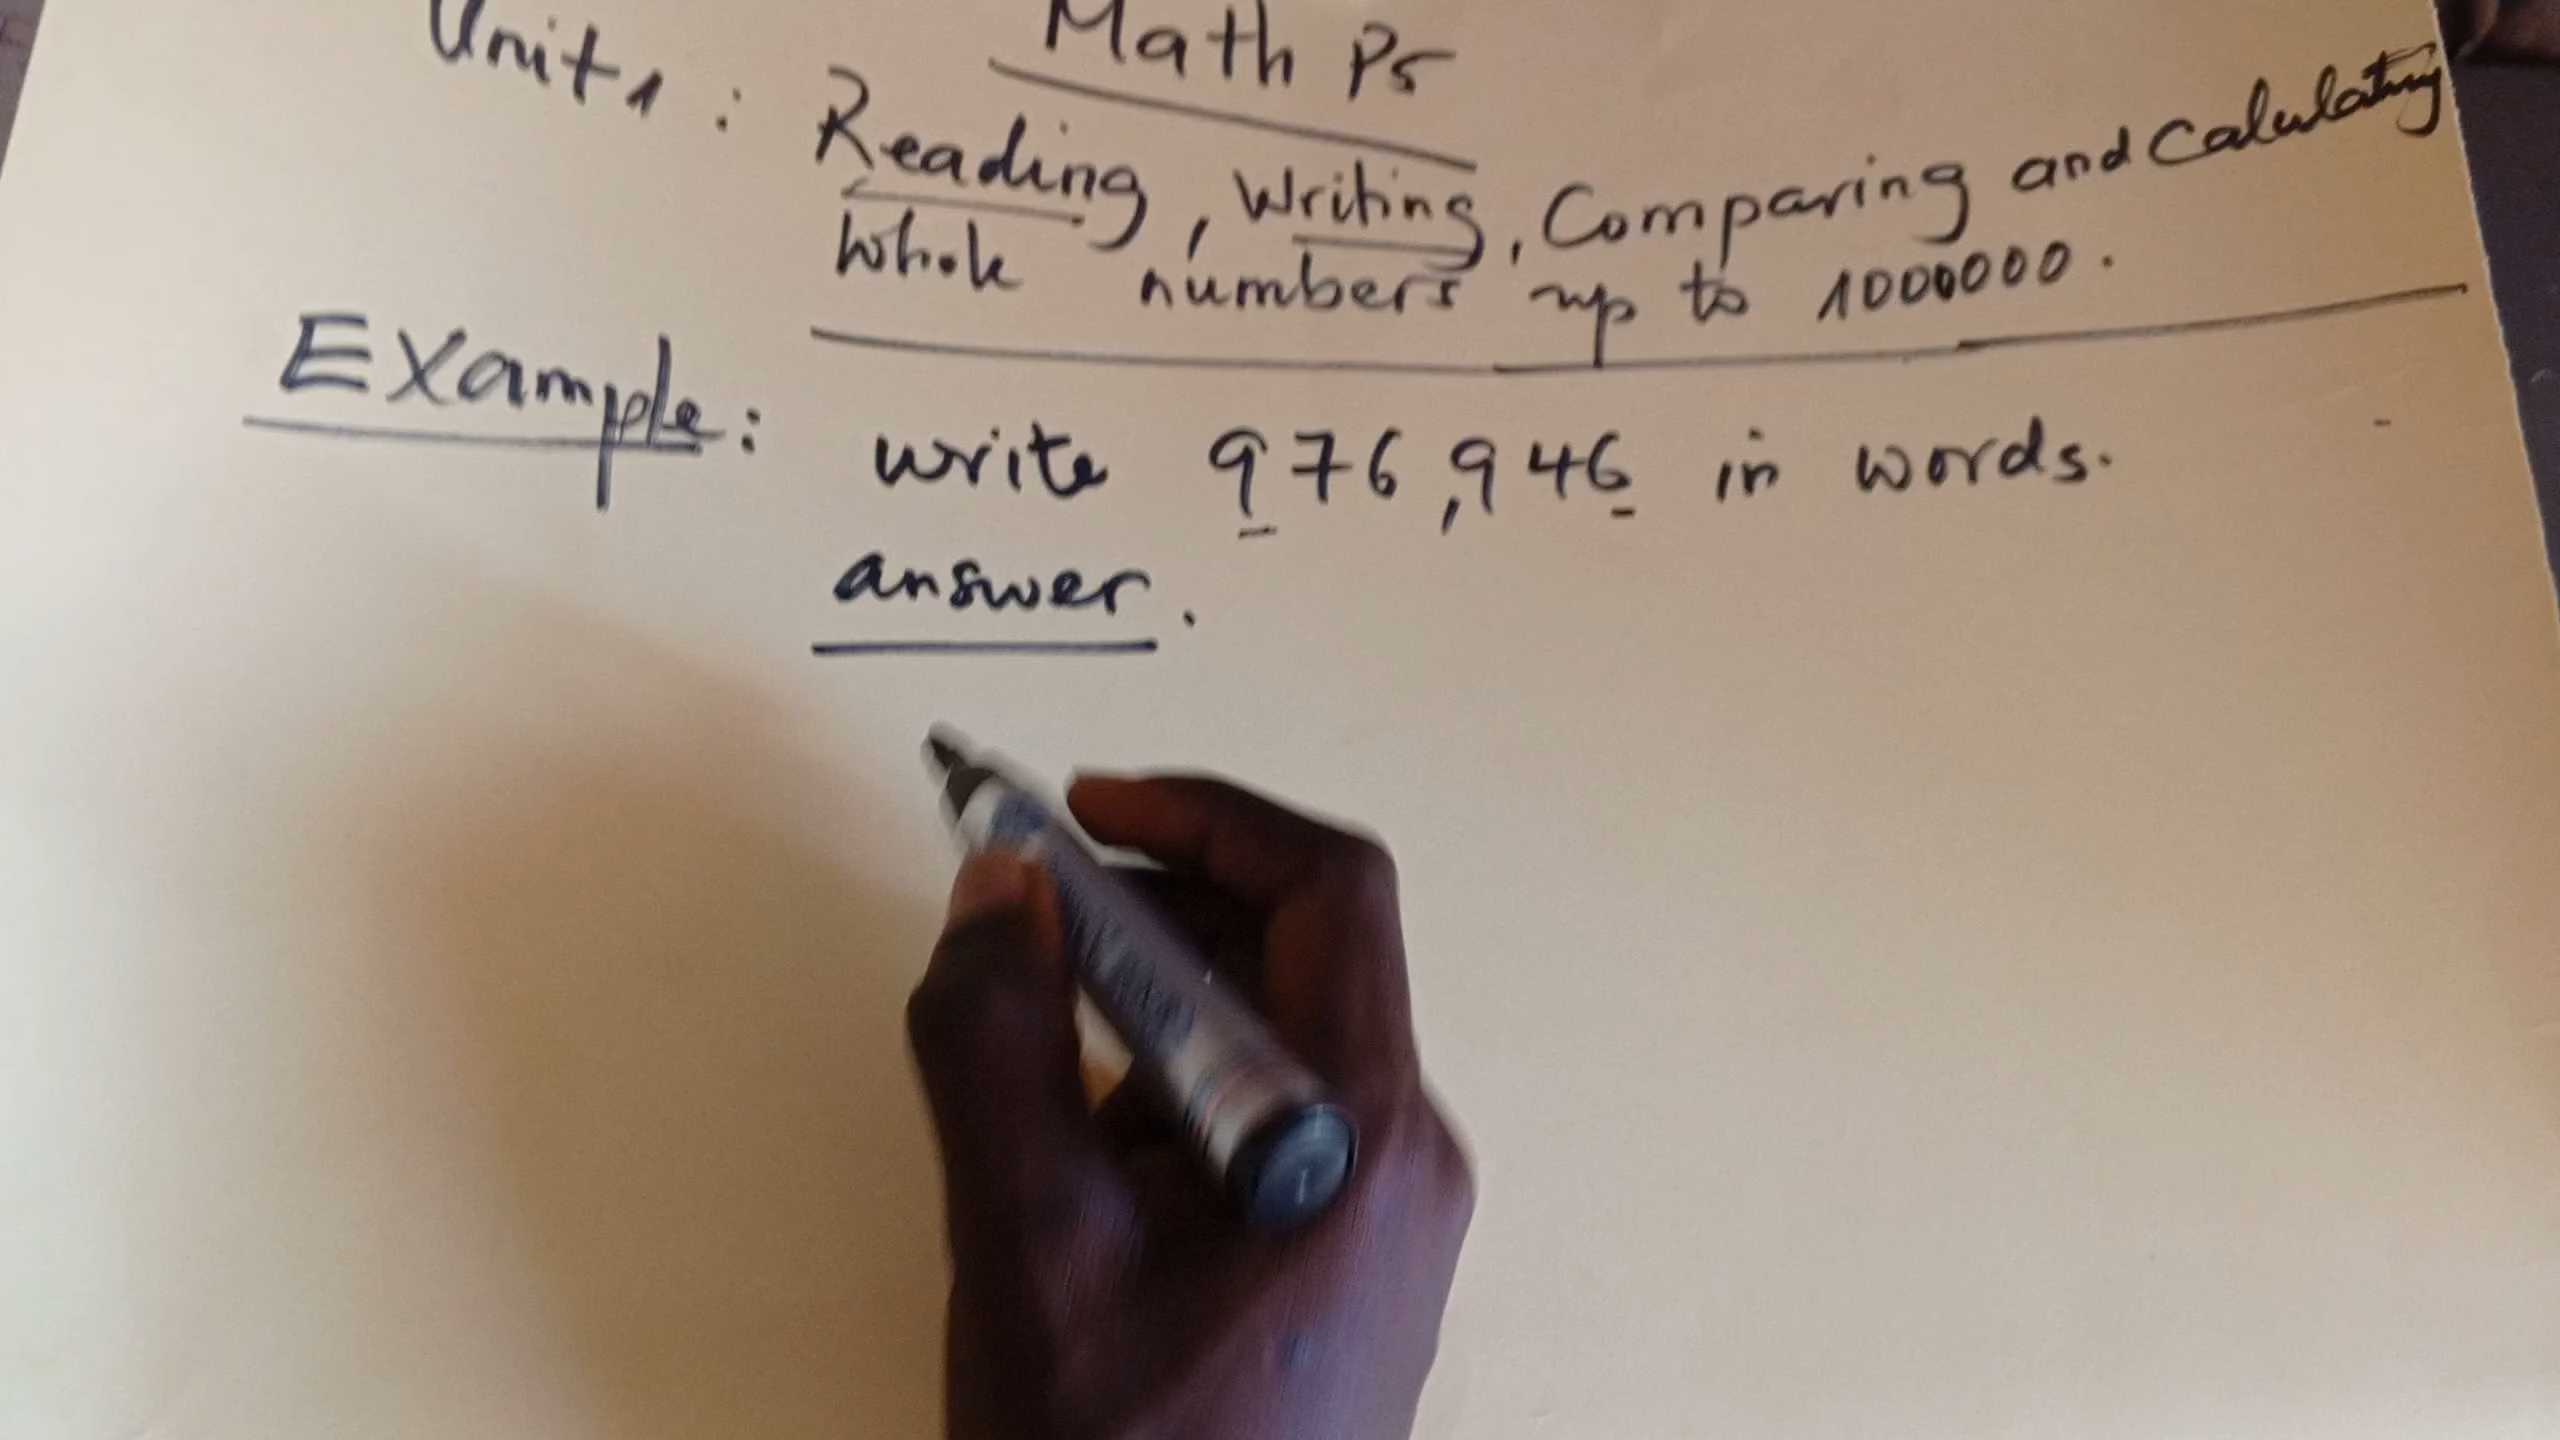 Math P5
Unit 1: Reading, Writing, Comparing and Calculating
Whole numbers up to 1000000.
Example: write 976,946 in words.
answer.